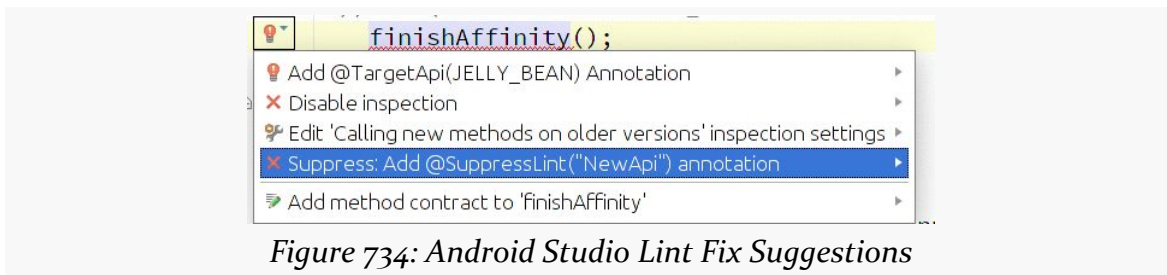 finishAffinity();
Add @TargetApi(JELLY_BEAN) Annotation
Disable inspection
Edit 'Calling new methods on older versions' inspection settings
Suppress: Add @SuppressLint("NewApi") annotation
Add method contract to 'finishAffinity'
Figure 734: Android Studio Lint Fix Suggestions